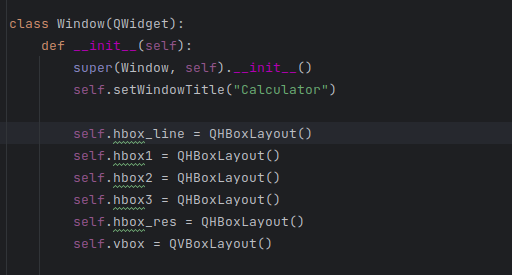 class Window(QWidget):
    def __init__(self):
        super(Window, self).__init__()
        self.setWindowTitle("Calculator")

        self.hbox_line = QHBoxLayout()
        self.hbox1 = QHBoxLayout()
        self.hbox2 = QHBoxLayout()
        self.hbox3 = QHBoxLayout()
        self.hbox_res = QHBoxLayout()
        self.vbox = QVBoxLayout()